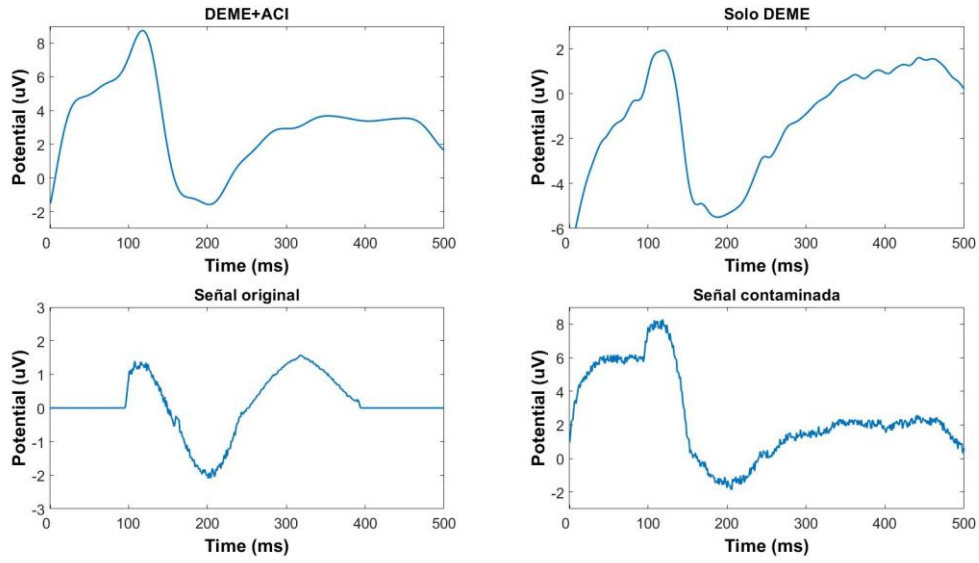 DEME+ACI
Potential (uV)
8
6
4
2
0
-2
0 100 200 300 400 500
Time (ms)
Solo DEME
Potential (uV)
2
0
-2
-4
-6
0 100 200 300 400 500
Time (ms)
Señal original
Potential (uV)
3
2
1
0
-1
-2
-3
0 100 200 300 400 500
Time (ms)
Señal contaminada
Potential (uV)
8
6
4
2
0
-2
0 100 200 300 400 500
Time (ms)